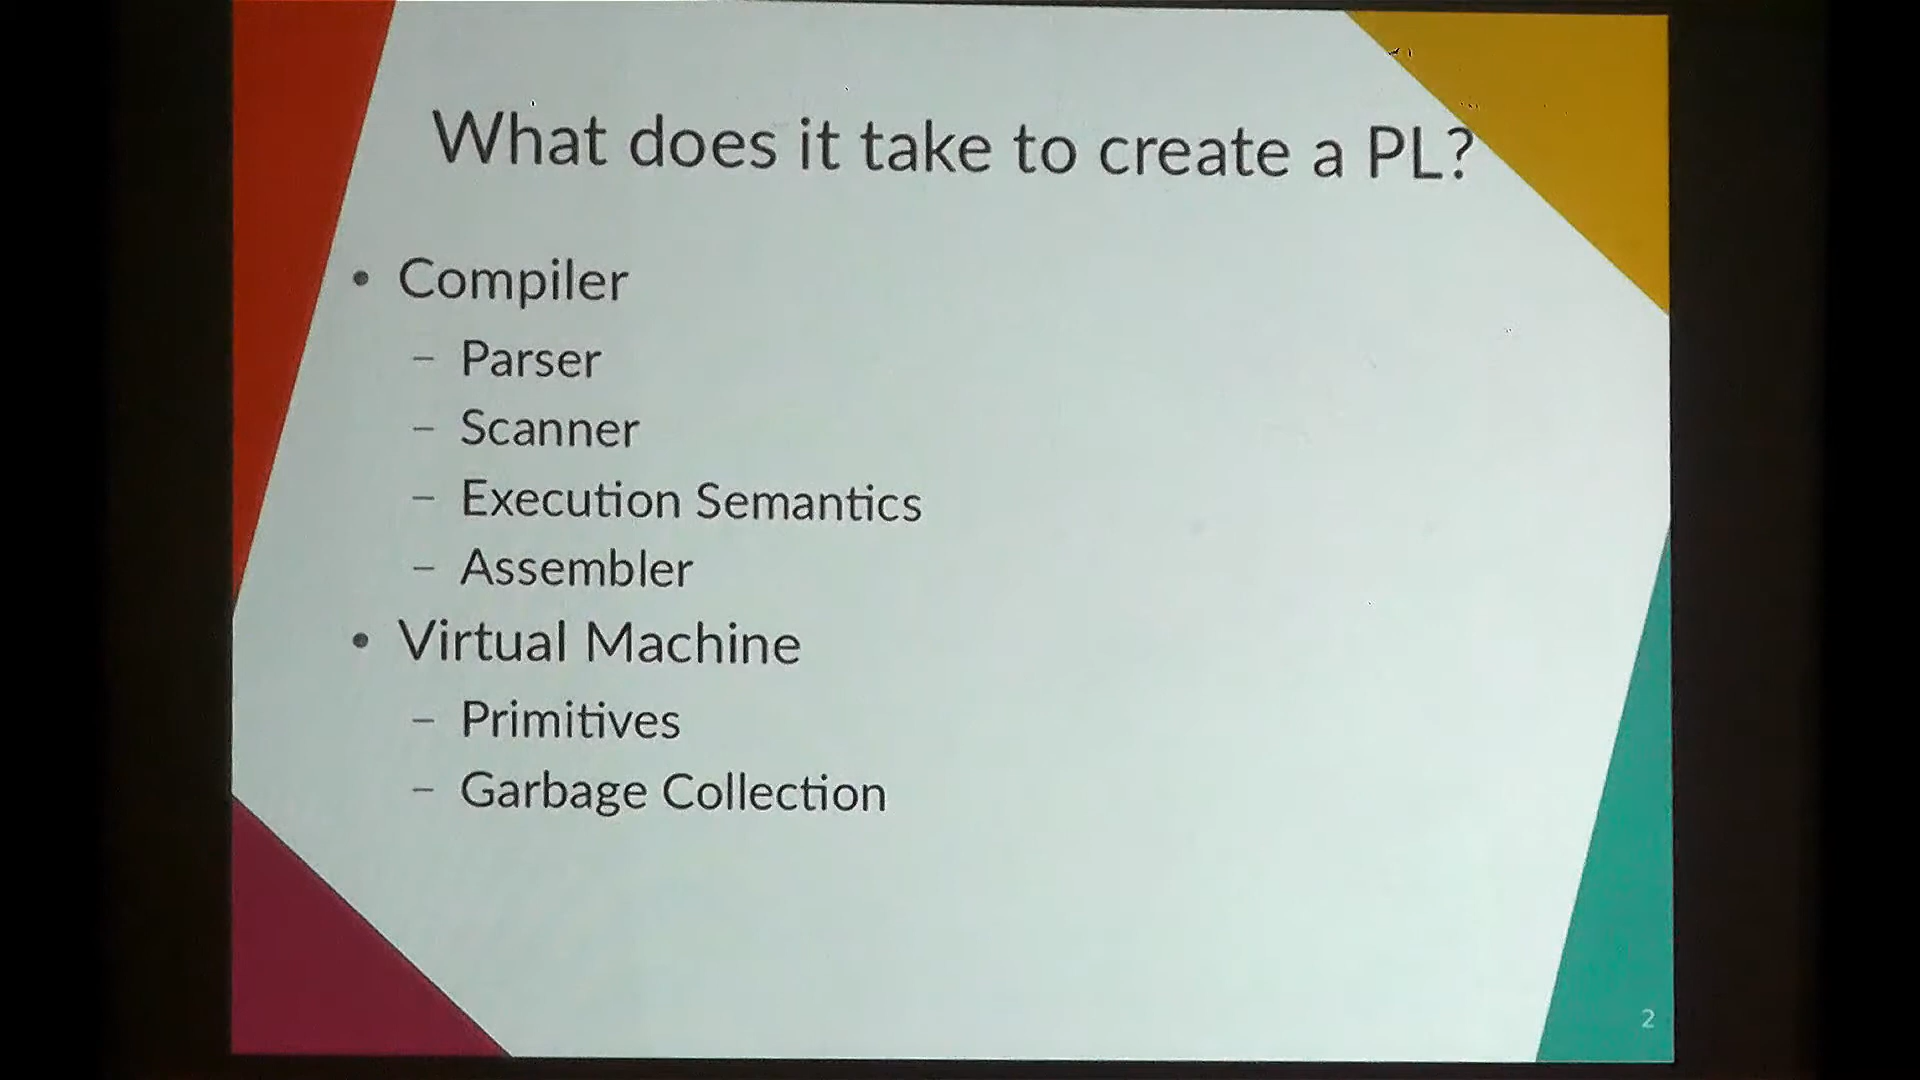 What does it take to create a PL?
• Compiler
– Parser
– Scanner
– Execution Semantics
– Assembler
• Virtual Machine
– Primitives
– Garbage Collection
2